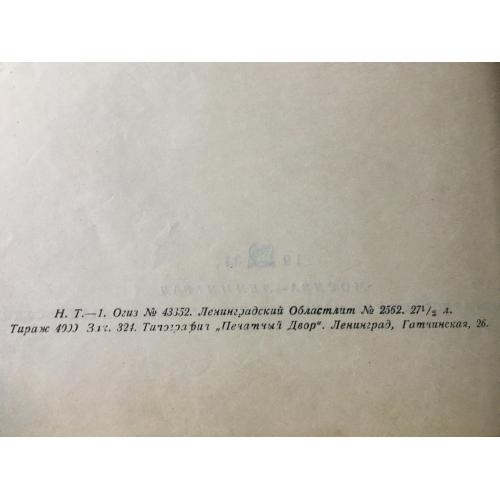 Н. Т.—1. Огиз № 43352. Ленинградский Областлит № 2562. 27¹/₂ л.
Тираж 4000 Зак. 324. Типография „Печатный Двор“. Ленинград, Гатчинская, 26.